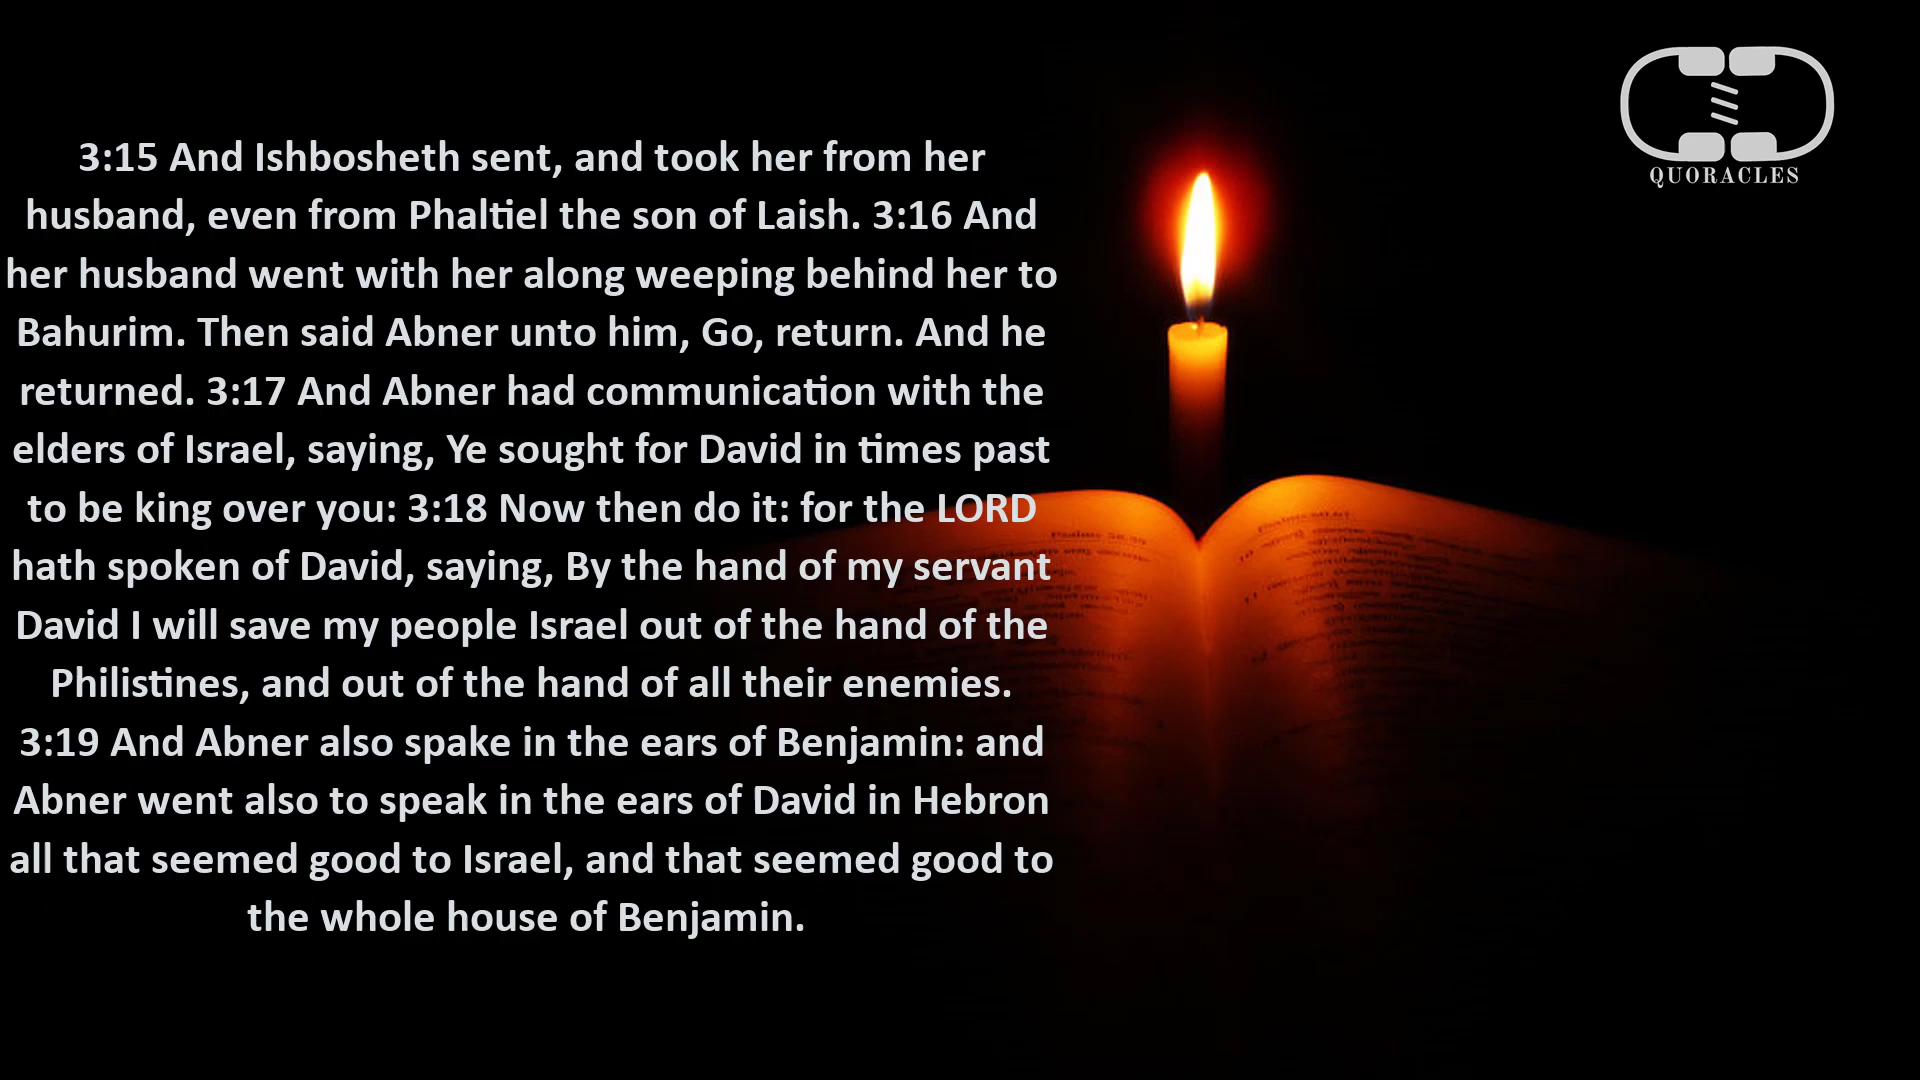 3:15 And Ishbosheth sent, and took her from her
husband, even from Phaltiel the son of Laish. 3:16 And
her husband went with her along weeping behind her to
Bahurim. Then said Abner unto him, Go, return. And he
returned. 3:17 And Abner had communication with the
elders of Israel, saying, Ye sought for David in times past
to be king over you: 3:18 Now then do it: for the LORD
hath spoken of David, saying, By the hand of my servant
David I will save my people Israel out of the hand of the
Philistines, and out of the hand of all their enemies.
3:19 And Abner also spake in the ears of Benjamin: and
Abner went also to speak in the ears of David in Hebron
all that seemed good to Israel, and that seemed good to
the whole house of Benjamin.
QUORACLES